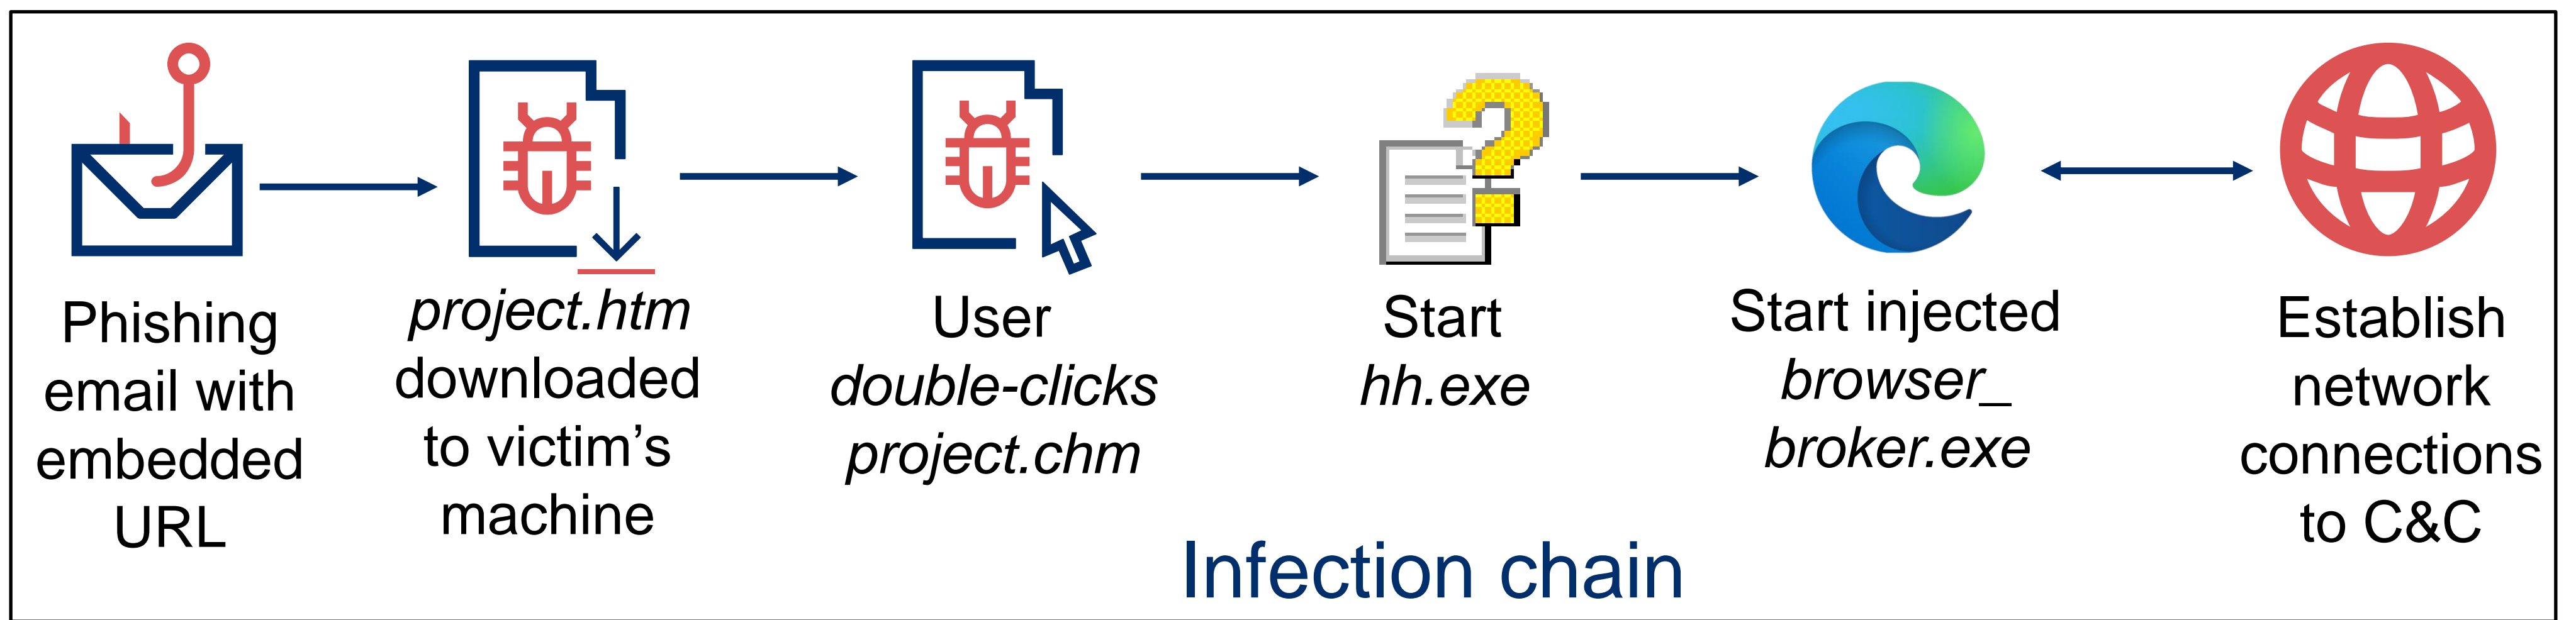 Phishing
email with
embedded
URL
project.htm
downloaded
to victim’s
machine
User
double-clicks
project.chm
Start
hh.exe
Start injected
browser_
broker.exe
Establish
network
connections
to C&C
Infection chain